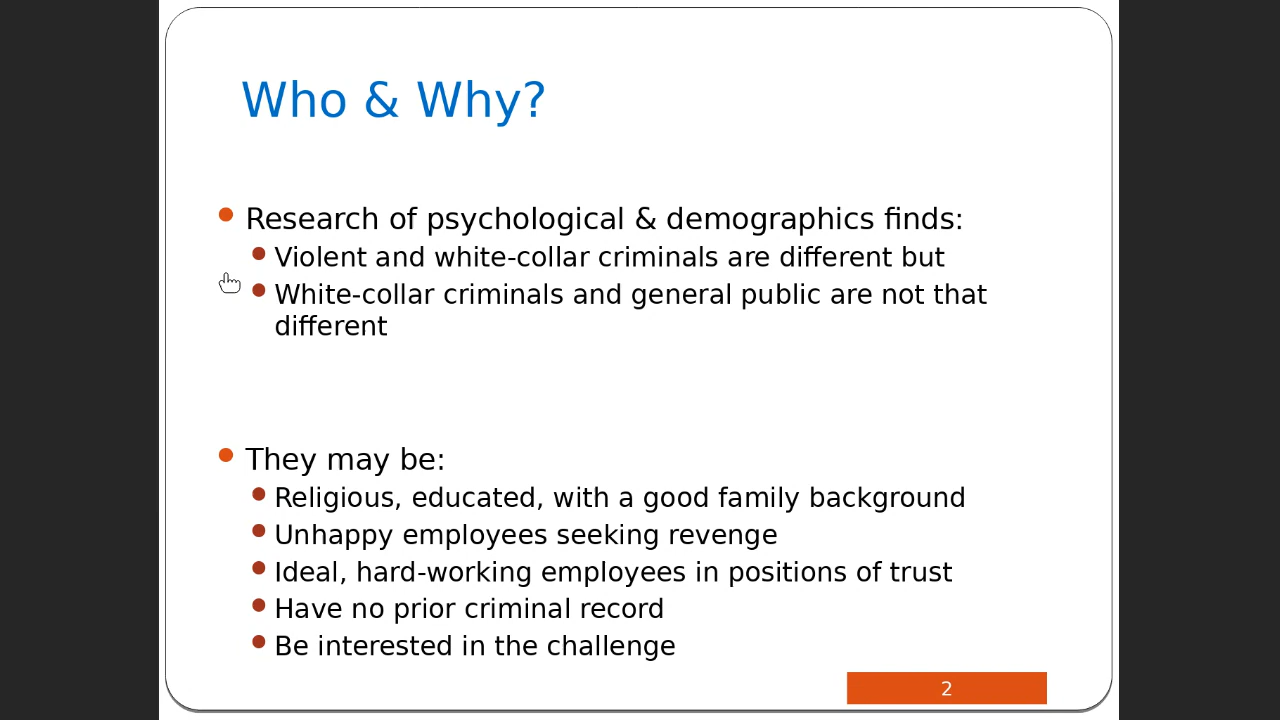 Who & Why?
Research of psychological & demographics finds:
Violent and white-collar criminals are different but
White-collar criminals and general public are not that
different
They may be:
Religious, educated, with a good family background
Unhappy employees seeking revenge
Ideal, hard-working employees in positions of trust
Have no prior criminal record
Be interested in the challenge
2